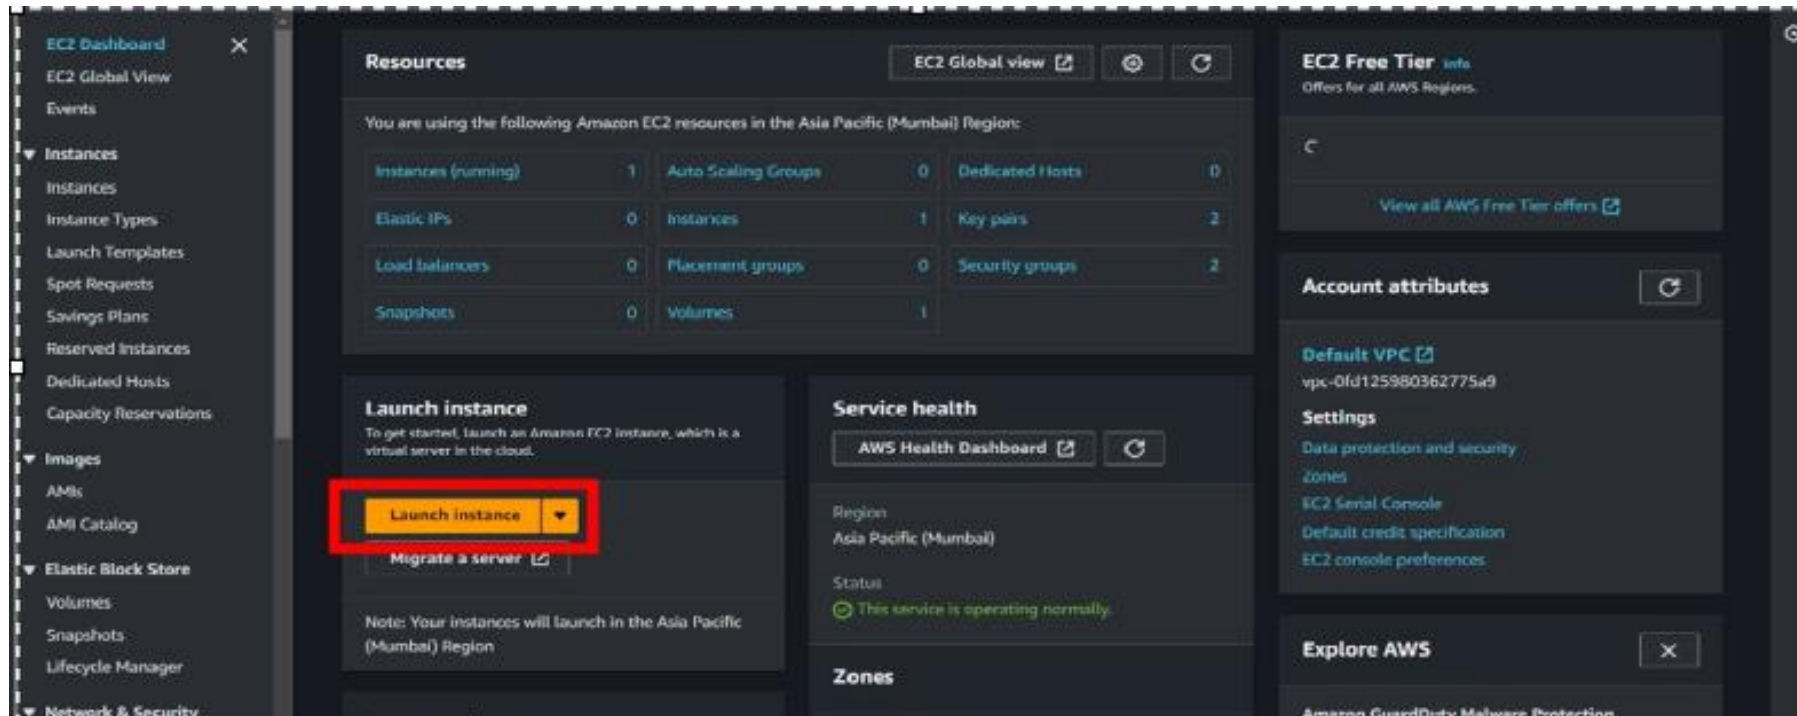 EC2 Dashboard
EC2 Global View
Events
Instances
Instances
Instance Types
Launch Templates
Spot Requests
Savings Plans
Reserved Instances
Dedicated Hosts
Capacity Reservations
Images
AMIs
AMI Catalog
Elastic Block Store
Volumes
Snapshots
Lifecycle Manager
Network & Security
Resources
EC2 Global view
You are using the following Amazon EC2 resources in the Asia Pacific (Mumbai) Region:
Instances (running) 1 Auto Scaling Groups 0 Dedicated Hosts 0
Elastic IPs 0 Instances 1 Key pairs 2
Load balancers 0 Placement groups 0 Security groups 2
Snapshots 0 Volumes 1
Launch instance
To get started, launch an Amazon EC2 instance, which is a
virtual server in the cloud.
Launch instance
Migrate a server
Note: Your instances will launch in the Asia Pacific
(Mumbai) Region
Service health
AWS Health Dashboard
Region
Asia Pacific (Mumbai)
Status
This service is operating normally.
Zones
EC2 Free Tier Info
Offers for all AWS Regions.
View all AWS Free Tier offers
Account attributes
Default VPC
vpc-0fd125980362775a9
Settings
Data protection and security
Zones
EC2 Serial Console
Default credit specification
EC2 console preferences
Explore AWS
Amazon GuardDuty Malware Protection